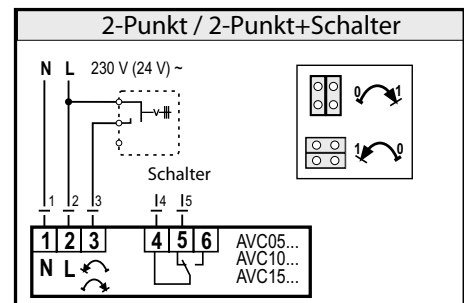 2-Punkt / 2-Punkt+Schalter
N L 230 V (24 V) ~
0 1
1 0
Schalter
1 2 3 4 5
1 2 3 4 5 6 AVC05...
N L AVC10...
AVC15...